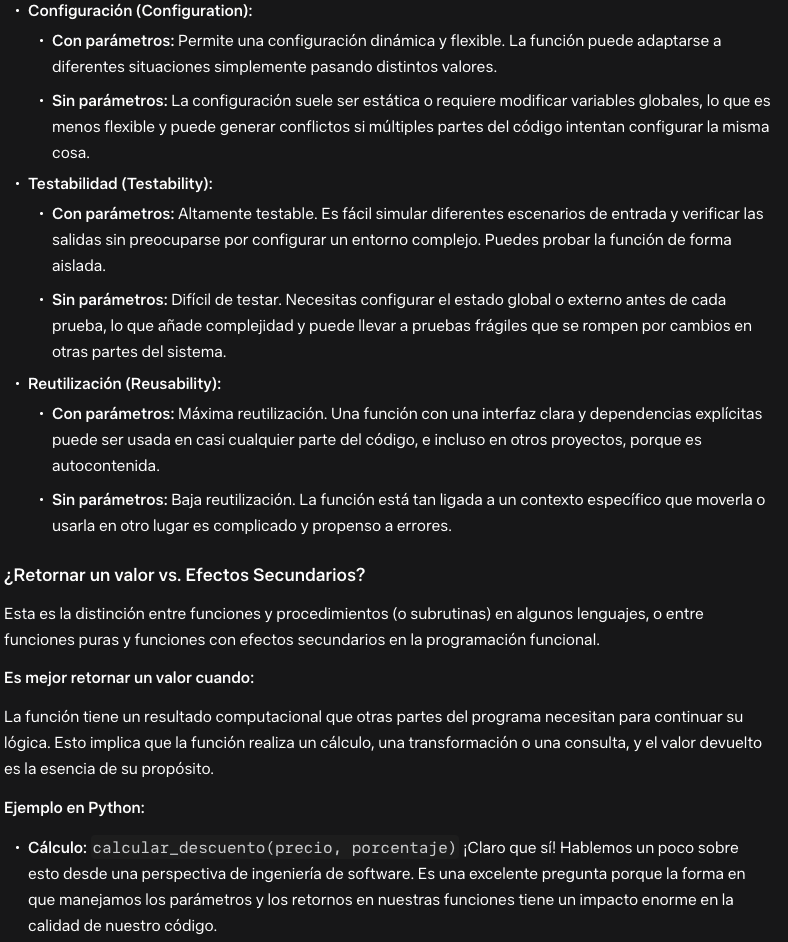 • Configuración (Configuration):
• Con parámetros: Permite una configuración dinámica y flexible. La función puede adaptarse a
diferentes situaciones simplemente pasando distintos valores.
• Sin parámetros: La configuración suele ser estática o requiere modificar variables globales, lo que es
menos flexible y puede generar conflictos si múltiples partes del código intentan configurar la misma
cosa.
• Testabilidad (Testability):
• Con parámetros: Altamente testable. Es fácil simular diferentes escenarios de entrada y verificar las
salidas sin preocuparse por configurar un entorno complejo. Puedes probar la función de forma
aislada.
• Sin parámetros: Difícil de testar. Necesitas configurar el estado global o externo antes de cada
prueba, lo que añade complejidad y puede llevar a pruebas frágiles que se rompen por cambios en
otras partes del sistema.
• Reutilización (Reusability):
• Con parámetros: Máxima reutilización. Una función con una interfaz clara y dependencias explícitas
puede ser usada en casi cualquier parte del código, e incluso en otros proyectos, porque es
autocontenida.
• Sin parámetros: Baja reutilización. La función está tan ligada a un contexto específico que moverla o
usarla en otro lugar es complicado y propenso a errores.
¿Retornar un valor vs. Efectos Secundarios?
Esta es la distinción entre funciones y procedimientos (o subrutinas) en algunos lenguajes, o entre
funciones puras y funciones con efectos secundarios en la programación funcional.
Es mejor retornar un valor cuando:
La función tiene un resultado computacional que otras partes del programa necesitan para continuar su
lógica. Esto implica que la función realiza un cálculo, una transformación o una consulta, y el valor devuelto
es la esencia de su propósito.
Ejemplo en Python:
• Cálculo: calcular_descuento(precio, porcentaje) ¡Claro que sí! Hablemos un poco sobre
esto desde una perspectiva de ingeniería de software. Es una excelente pregunta porque la forma en
que manejamos los parámetros y los retornos en nuestras funciones tiene un impacto enorme en la
calidad de nuestro código.